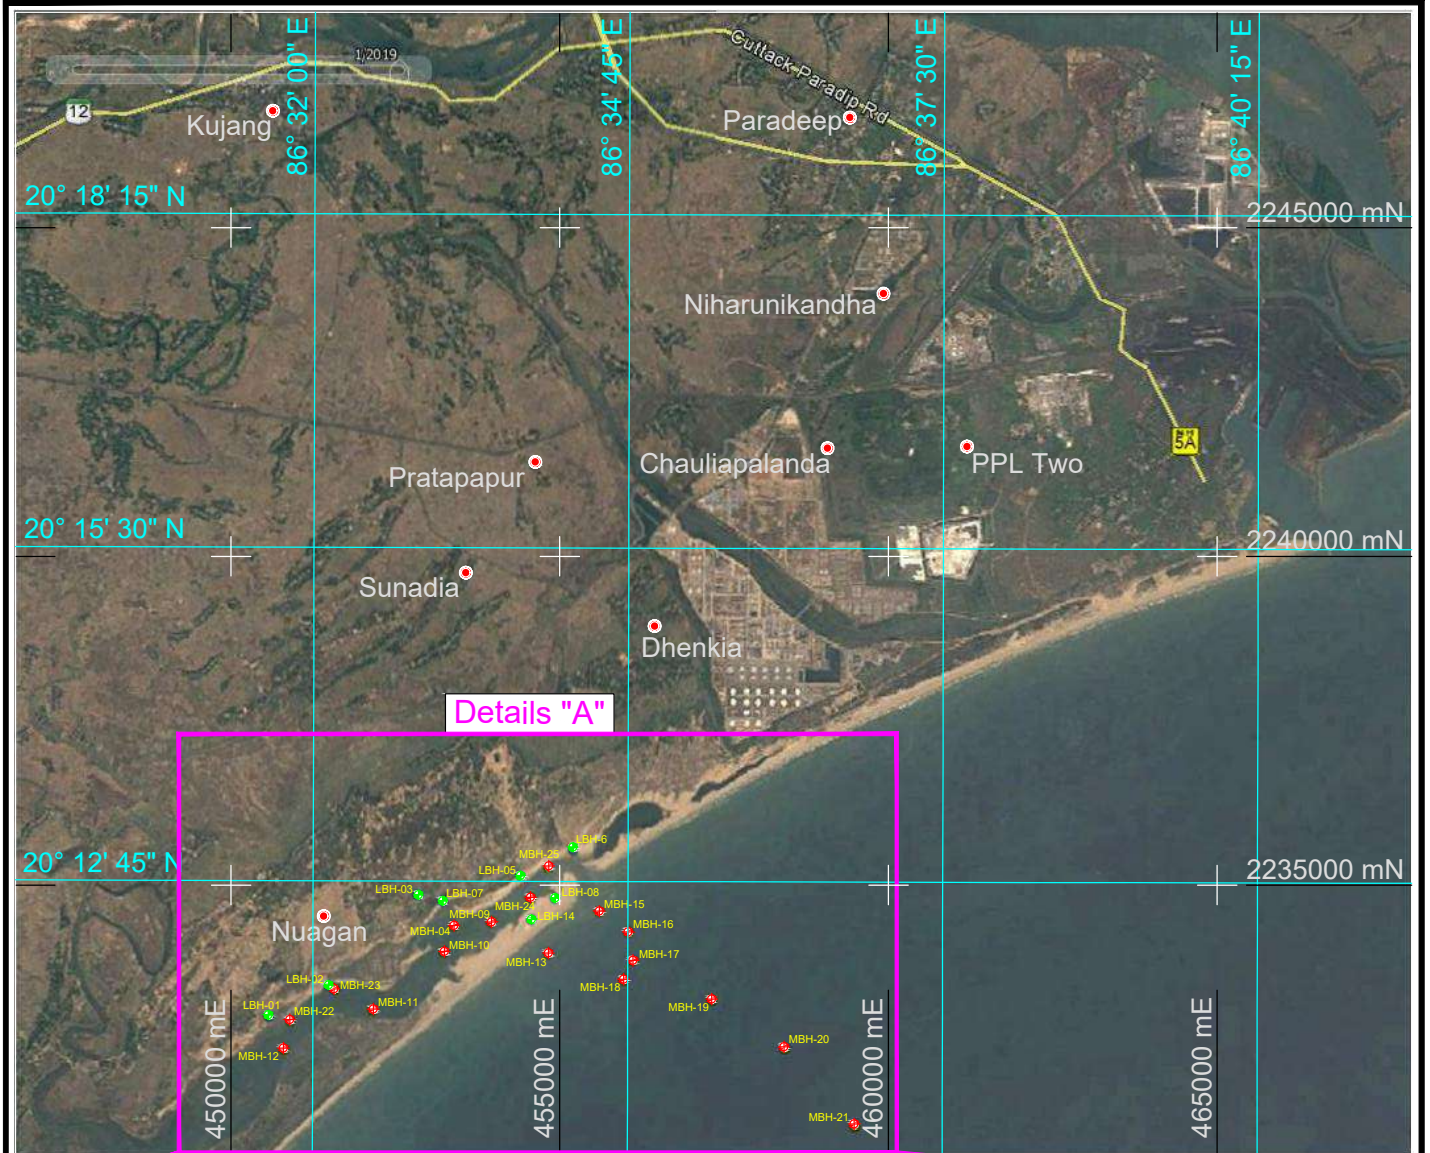 1/2019
12
Kujang
86° 32' 00" E
86° 34' 45" E
Cuttack-Paradip Rd
Paradeep
86° 37' 30" E
86° 40' 15" E
20° 18' 15" N
2245000 mN
Niharunikandha
NH
5A
Pratapapur
Chauliapalanda
PPL Two
20° 15' 30" N
2240000 mN
Sunadia
Dhenkia
Details "A"
LBH-6
MBH-25
20° 12' 45" N
LBH-05
2235000 mN
LBH-03
LBH-07
LBH-08
MBH-24
MBH-15
MBH-09
LBH-14
MBH-04
MBH-16
Nuagan
MBH-10
MBH-13
MBH-17
LBH-02
MBH-23
MBH-18
LBH-01
MBH-22
MBH-11
MBH-19
MBH-12
MBH-20
MBH-21
450000 mE
455000 mE
460000 mE
465000 mE